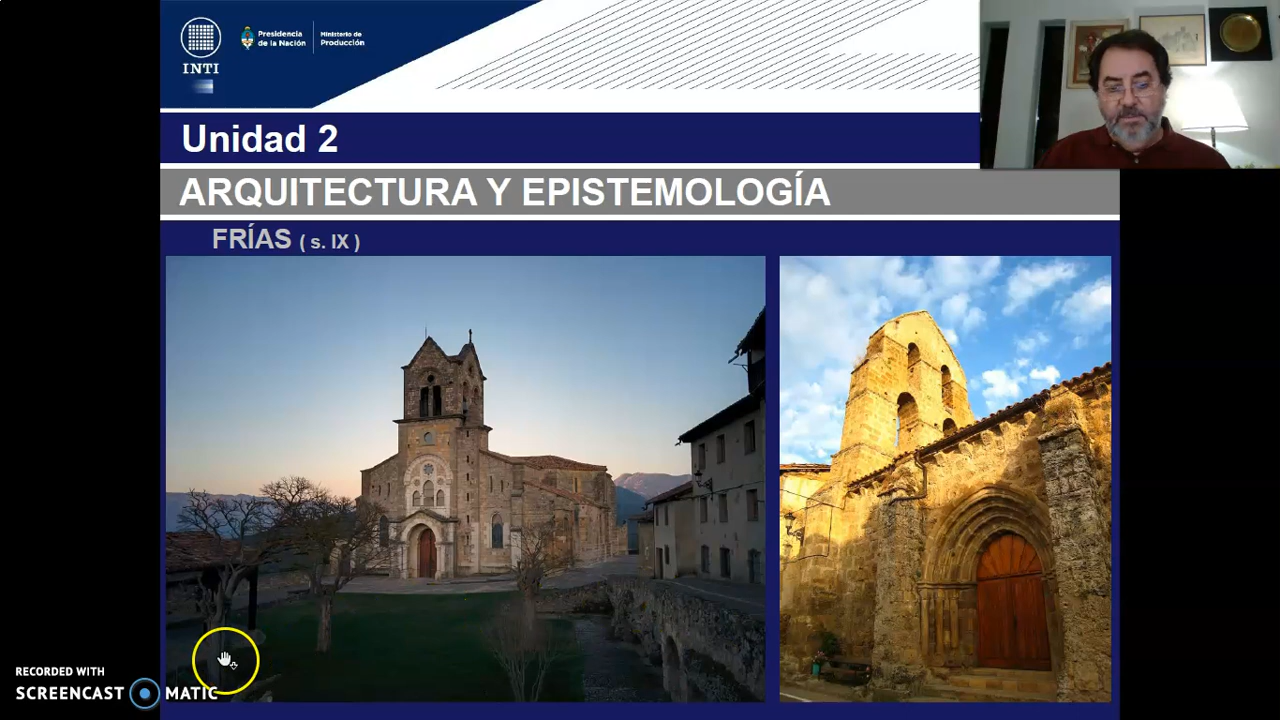 INTI
Presidencia
de la Nación
Ministerio de
Producción
Unidad 2
ARQUITECTURA Y EPISTEMOLOGÍA
FRÍAS ( s. IX )
RECORDED WITH
SCREENCAST MATIC